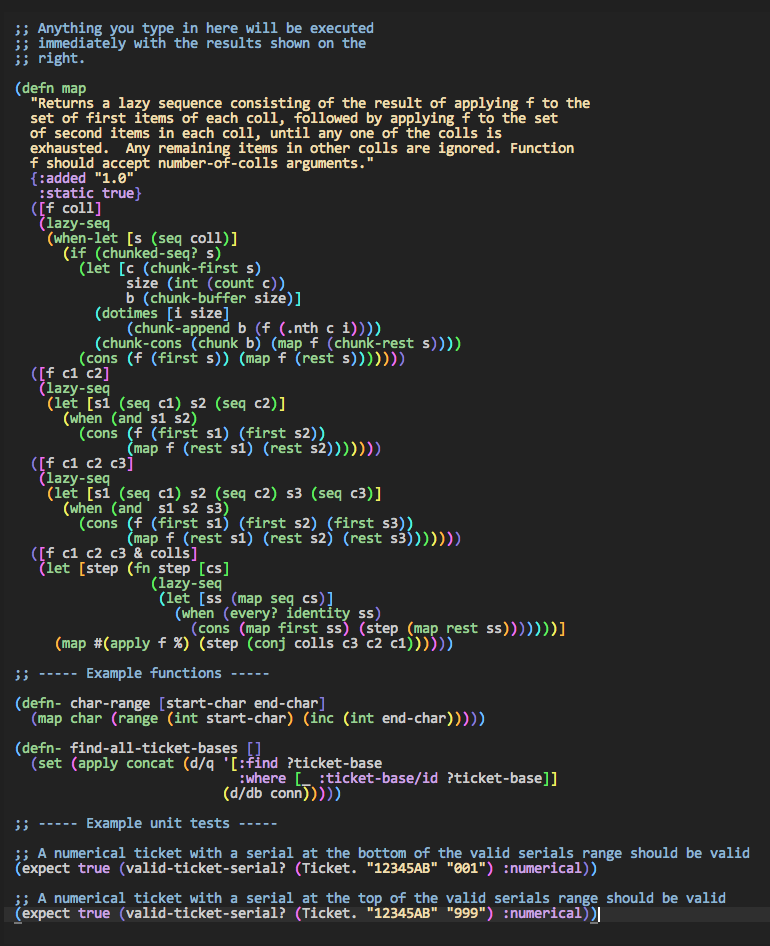 ;; Anything you type in here will be executed
;; immediately with the results shown on the
;; right.

(defn map
  "Returns a lazy sequence consisting of the result of applying f to the
  set of first items of each coll, followed by applying f to the set
  of second items in each coll, until any one of the colls is
  exhausted.  Any remaining items in other colls are ignored. Function
  f should accept number-of-colls arguments."
  {:added "1.0"
   :static true}
  ([f coll]
   (lazy-seq
    (when-let [s (seq coll)]
      (if (chunked-seq? s)
        (let [c (chunk-first s)
              size (int (count c))
              b (chunk-buffer size)]
          (dotimes [i size]
              (chunk-append b (f (.nth c i))))
          (chunk-cons (chunk b) (map f (chunk-rest s))))
        (cons (f (first s)) (map f (rest s)))))))
  ([f c1 c2]
   (lazy-seq
    (let [s1 (seq c1) s2 (seq c2)]
      (when (and s1 s2)
        (cons (f (first s1) (first s2))
              (map f (rest s1) (rest s2)))))))
  ([f c1 c2 c3]
   (lazy-seq
    (let [s1 (seq c1) s2 (seq c2) s3 (seq c3)]
      (when (and  s1 s2 s3)
        (cons (f (first s1) (first s2) (first s3))
              (map f (rest s1) (rest s2) (rest s3)))))))
  ([f c1 c2 c3 & colls]
   (let [step (fn step [cs]
                 (lazy-seq
                  (let [ss (map seq cs)]
                    (when (every? identity ss)
                      (cons (map first ss) (step (map rest ss)))))))]
     (map #(apply f %) (step (conj colls c3 c2 c1))))))

;; ----- Example functions -----

(defn- char-range [start-char end-char]
  (map char (range (int start-char) (inc (int end-char)))))

(defn- find-all-ticket-bases []
  (set (apply concat (d/q '[:find ?ticket-base
                            :where [_ :ticket-base/id ?ticket-base]]
                          (d/db conn)))))

;; ----- Example unit tests -----

;; A numerical ticket with a serial at the bottom of the valid serials range should be valid
(expect true (valid-ticket-serial? (Ticket. "12345AB" "001") :numerical))

;; A numerical ticket with a serial at the top of the valid serials range should be valid
(expect true (valid-ticket-serial? (Ticket. "12345AB" "999") :numerical))